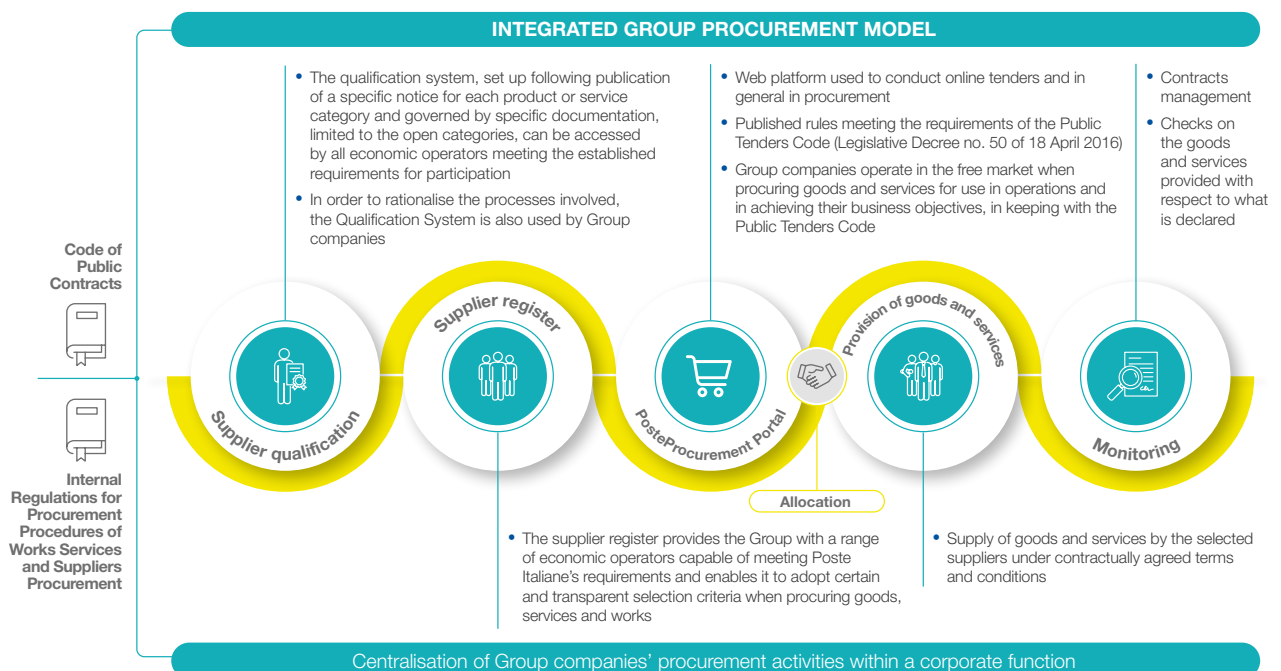 INTEGRATED GROUP PROCUREMENT MODEL
• The qualification system, set up following publication
of a specific notice for each product or service
category and governed by specific documentation,
limited to the open categories, can be accessed
by all economic operators meeting the established
requirements for participation
• In order to rationalise the processes involved,
the Qualification System is also used by Group
companies
• Web platform used to conduct online tenders and in
general in procurement
• Published rules meeting the requirements of the Public
Tenders Code (Legislative Decree no. 50 of 18 April 2016)
• Group companies operate in the free market when
procuring goods and services for use in operations and
in achieving their business objectives, in keeping with the
Public Tenders Code
• Contracts
management
• Checks on
the goods
and services
provided with
respect to what
is declared
Code of
Public
Contracts
Internal
Regulations for
Procurement
Procedures of
Works Services
and Suppliers
Procurement
Supplier qualification
Supplier register
PosteProcurement Portal
Provision of goods and services
Monitoring
Allocation
• The supplier register provides the Group with a range
of economic operators capable of meeting Poste
Italiane's requirements and enables it to adopt certain
and transparent selection criteria when procuring goods,
services and works
• Supply of goods and services by the selected
suppliers under contractually agreed terms
and conditions
Centralisation of Group companies' procurement activities within a corporate function